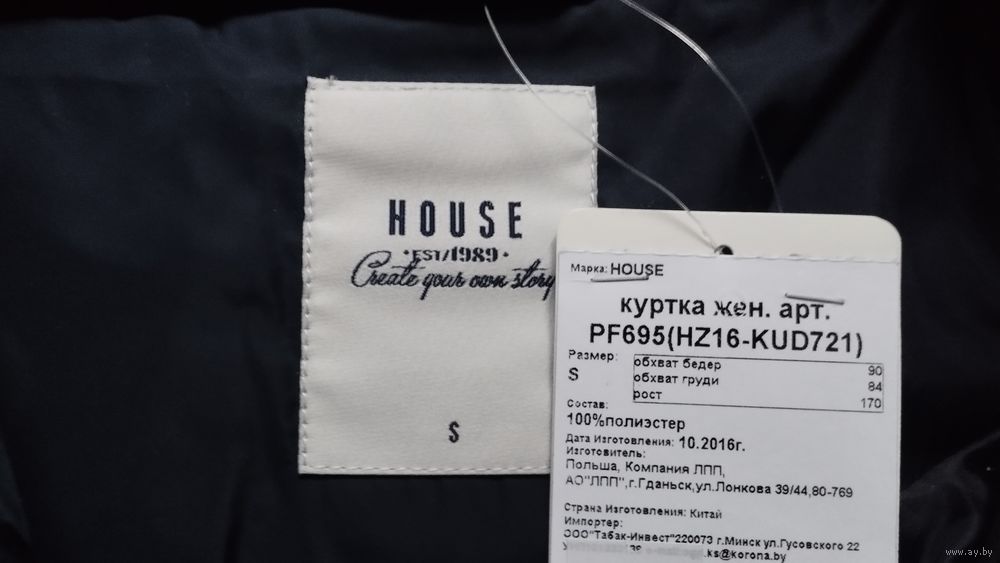 HOUSE
·EST/1989·
Create your own story
S
Марка: HOUSE
куртка жен. арт.
PF695(HZ16-KUD721)
Размер:
S
обхват бедер 90
обхват груди 84
рост 170
Состав:
100%полиэстер
Дата Изготовления: 10.2016г.
Изготовитель:
Польша, Компания ЛПП,
АО"ЛПП",г.Гданьск,ул.Лонкова 39/44,80-769
Страна Изготовления: Китай
Импортер:
ООО"Табак-Инвест"220073 г.Минск ул.Гусовского 22
.ks@korona.by
www.ay.by